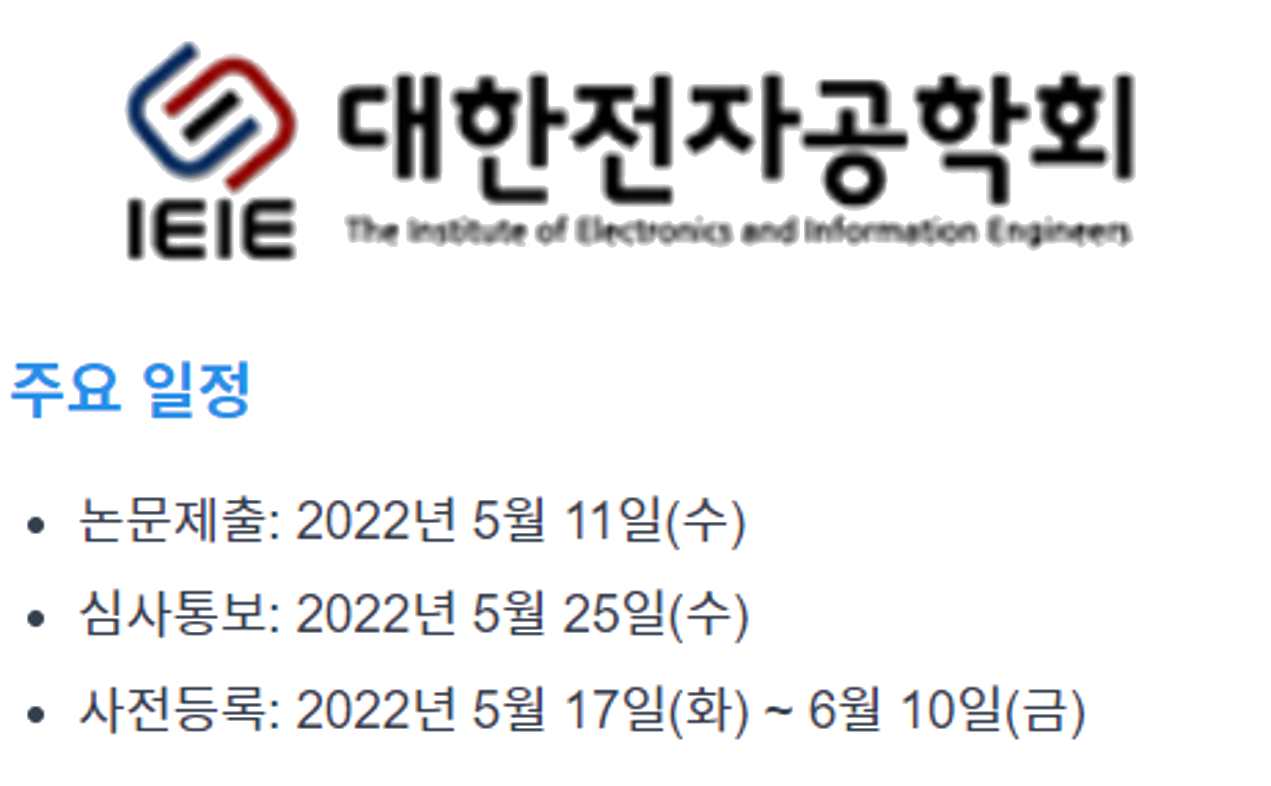 대한전자공학회
IEIE
The Institute of Electronics and Information Engineers
주요 일정
• 논문제출: 2022년 5월 11일(수)
• 심사통보: 2022년 5월 25일(수)
• 사전등록: 2022년 5월 17일(화) ~ 6월 10일(금)